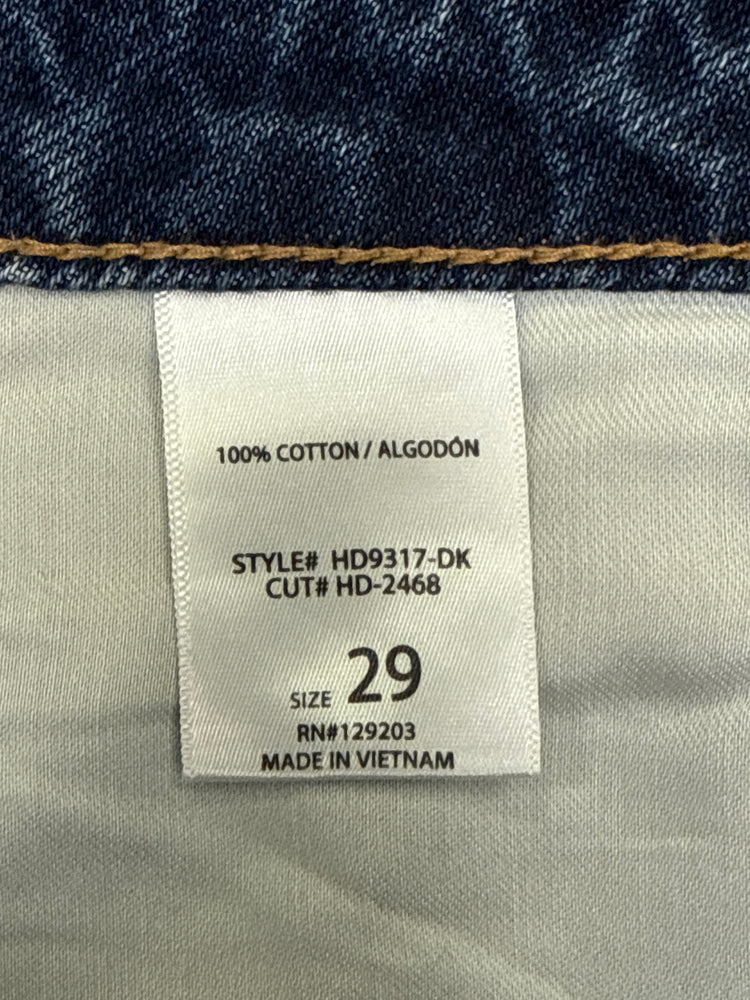 100% COTTON / ALGODÓN
STYLE# HD9317-DK
CUT# HD-2468
SIZE 29
RN#129203
MADE IN VIETNAM